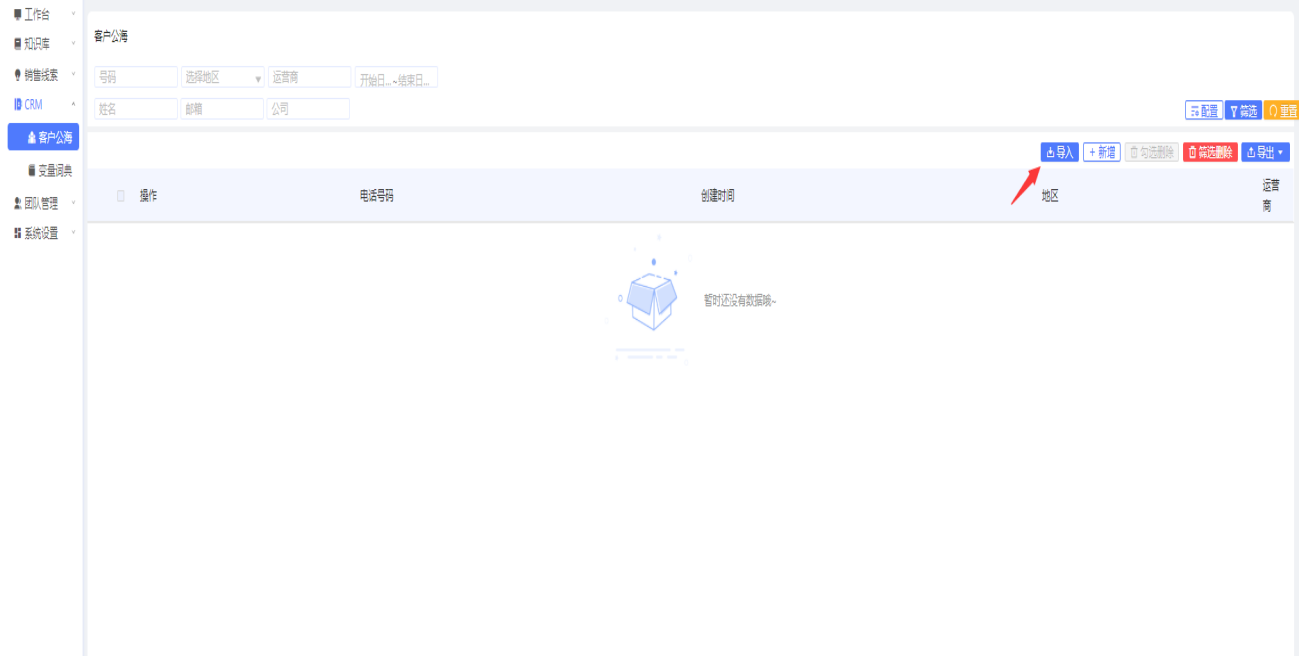 工作台
知识库
销售线索
CRM
客户公海
变量词典
团队管理
系统设置
客户公海
号码 选择地区 运营商 开始日... ~ 结束日...
姓名 邮箱 公司
配置 筛选 重置
导入 + 新增 勾选删除 筛选删除 导出
操作 电话号码 创建时间 地区 运营
商
暂时还没有数据哦~